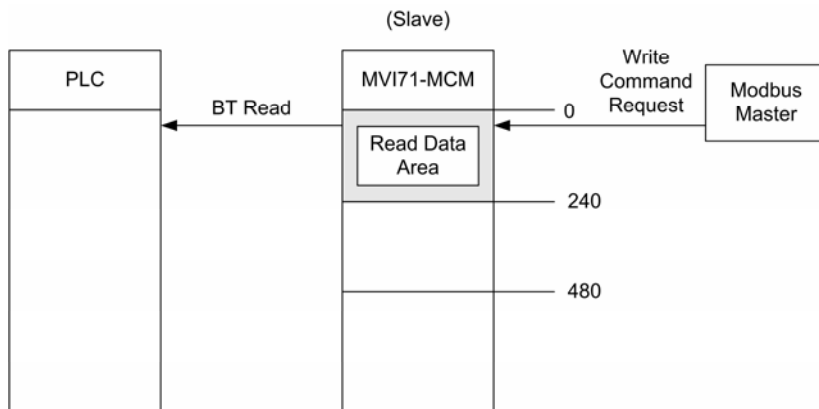 (Slave)
PLC
MVI71-MCM
Write
Command
Request
Modbus
Master
BT Read
0
Read Data
Area
240
480